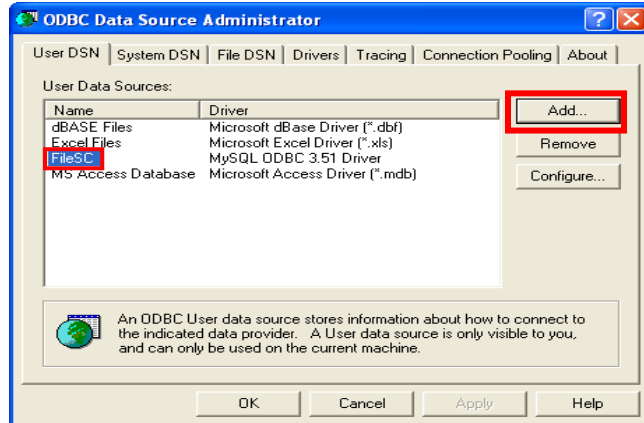 ODBC Data Source Administrator
User DSN System DSN File DSN Drivers Tracing Connection Pooling About
User Data Sources:
Name Driver
dBASE Files Microsoft dBase Driver (*.dbf)
Excel Files Microsoft Excel Driver (*.xls)
FileSC MySQL ODBC 3.51 Driver
MS Access Database Microsoft Access Driver (*.mdb)
Add...
Remove
Configure...
An ODBC User data source stores information about how to connect to
the indicated data provider. A User data source is only visible to you,
and can only be used on the current machine.
OK Cancel Apply Help